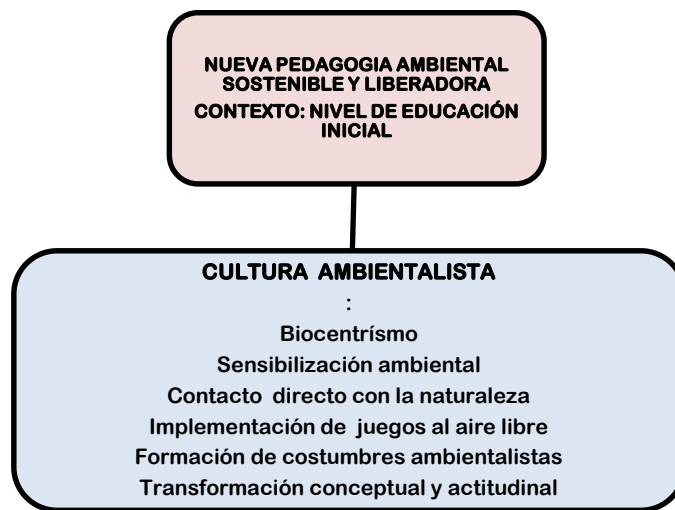 NUEVA PEDAGOGIA AMBIENTAL
SOSTENIBLE Y LIBERADORA
CONTEXTO: NIVEL DE EDUCACIÓN
INICIAL
CULTURA AMBIENTALISTA
:
Biocentrísmo
Sensibilización ambiental
Contacto directo con la naturaleza
Implementación de juegos al aire libre
Formación de costumbres ambientalistas
Transformación conceptual y actitudinal